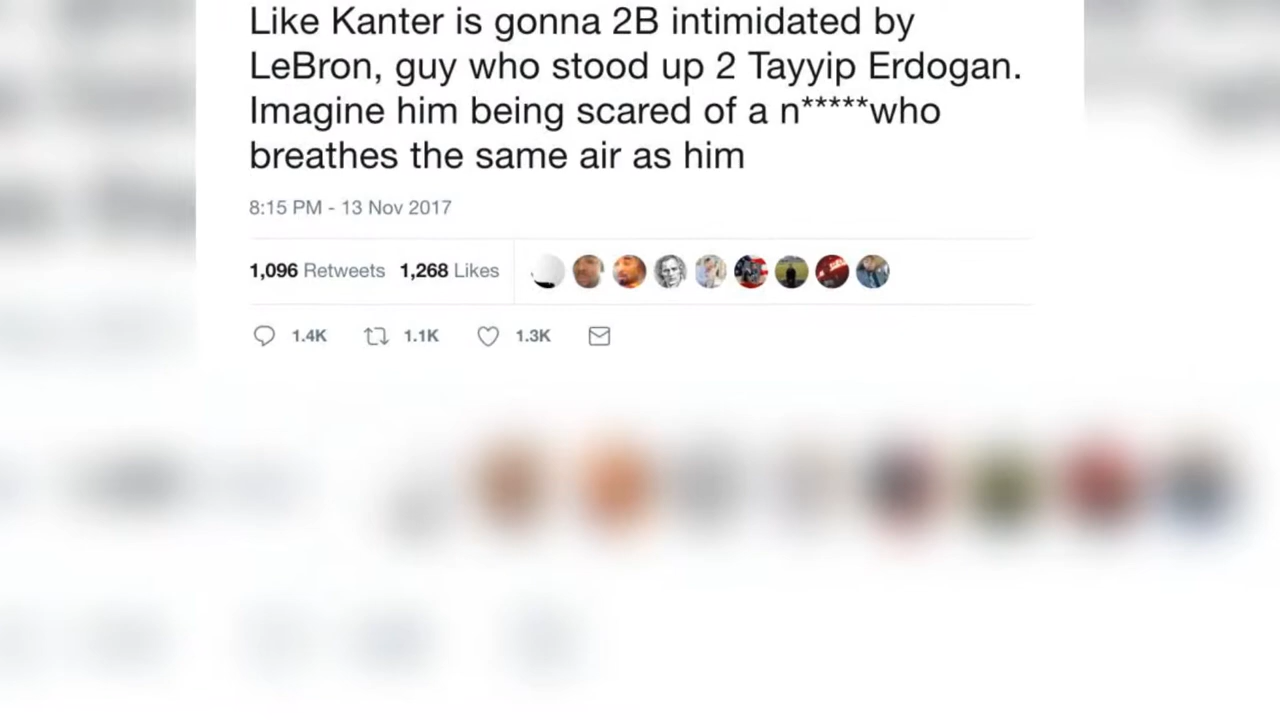 Like Kanter is gonna 2B intimidated by
LeBron, guy who stood up 2 Tayyip Erdogan.
Imagine him being scared of a n*****who
breathes the same air as him
8:15 PM - 13 Nov 2017
1,096 Retweets 1,268 Likes
1.4K 1.1K 1.3K